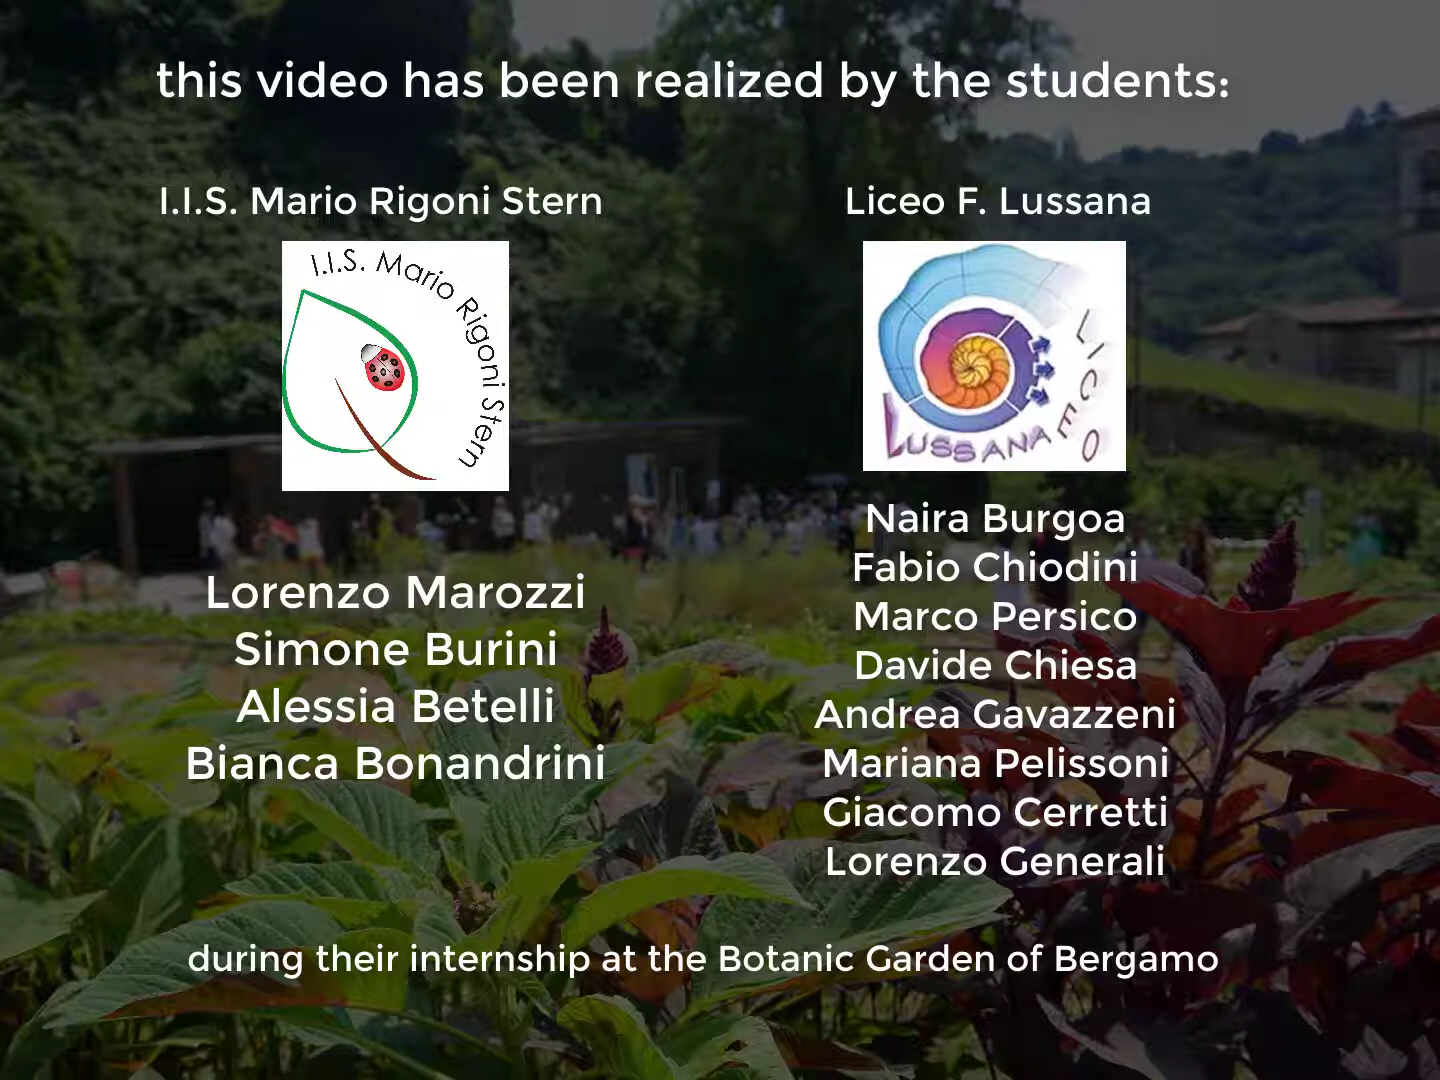 this video has been realized by the students:
I.I.S. Mario Rigoni Stern
I.I.S. Mario Rigoni Stern
Lorenzo Marozzi
Simone Burini
Alessia Betelli
Bianca Bonandrini
Liceo F. Lussana
LICEO
LUSSANA
Naira Burgoa
Fabio Chiodini
Marco Persico
Davide Chiesa
Andrea Gavazzeni
Mariana Pelissoni
Giacomo Cerretti
Lorenzo Generali
during their internship at the Botanic Garden of Bergamo